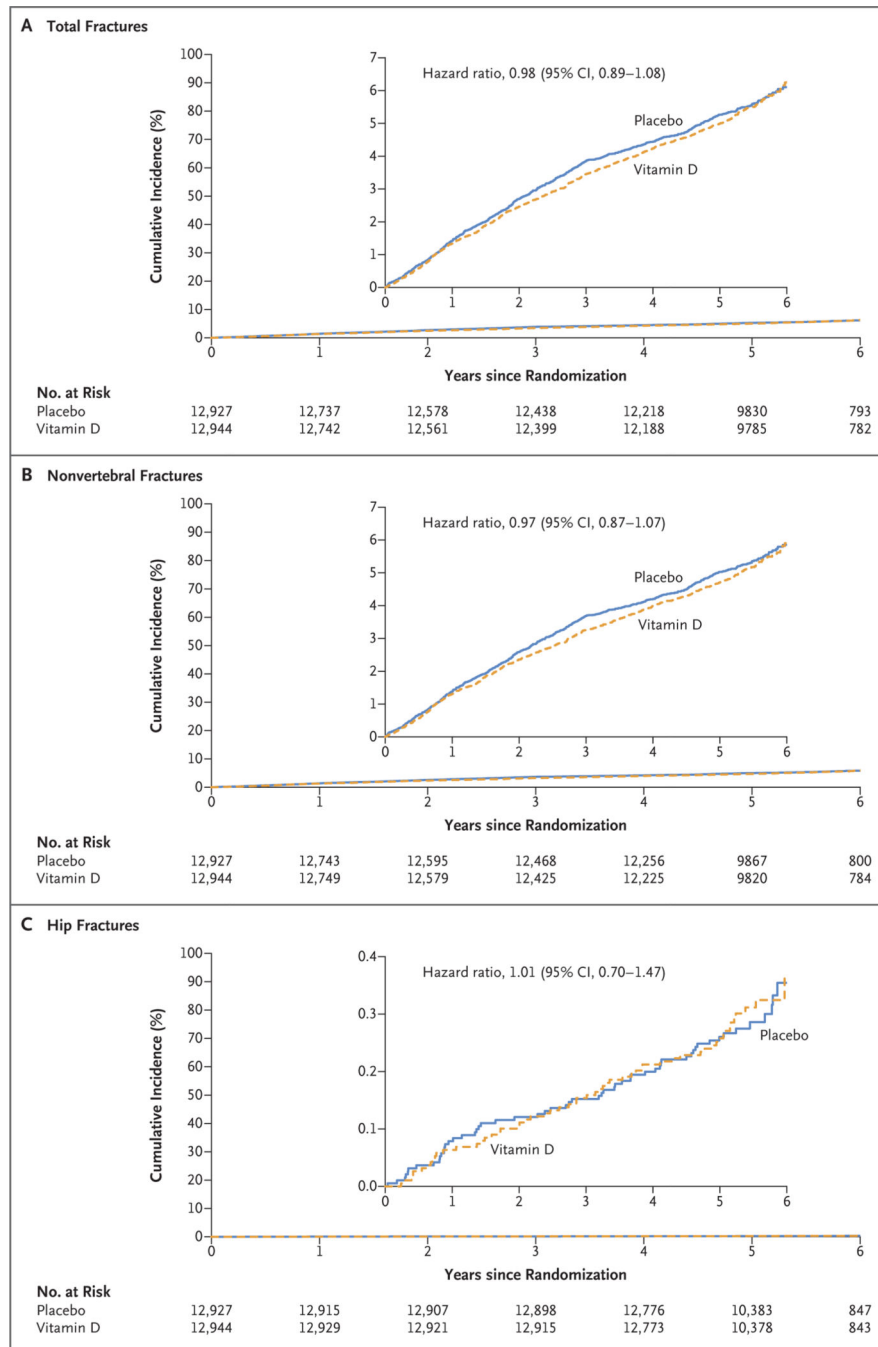 A Total Fractures
Cumulative Incidence (%)
100
90
80
70
60
50
40
30
20
10
0
7
6
5
4
3
2
1
0
Hazard ratio, 0.98 (95% CI, 0.89–1.08)
Placebo
Vitamin D
0 1 2 3 4 5 6
0 1 2 3 4 5 6
Years since Randomization
No. at Risk
Placebo 12,927 12,737 12,578 12,438 12,218 9830 793
Vitamin D 12,944 12,742 12,561 12,399 12,188 9785 782
B Nonvertebral Fractures
Cumulative Incidence (%)
100
90
80
70
60
50
40
30
20
10
0
7
6
5
4
3
2
1
0
Hazard ratio, 0.97 (95% CI, 0.87–1.07)
Placebo
Vitamin D
0 1 2 3 4 5 6
0 1 2 3 4 5 6
Years since Randomization
No. at Risk
Placebo 12,927 12,743 12,595 12,468 12,256 9867 800
Vitamin D 12,944 12,749 12,579 12,425 12,225 9820 784
C Hip Fractures
Cumulative Incidence (%)
100
90
80
70
60
50
40
30
20
10
0
0.4
0.3
0.2
0.1
0.0
Hazard ratio, 1.01 (95% CI, 0.70–1.47)
Placebo
Vitamin D
0 1 2 3 4 5 6
0 1 2 3 4 5 6
Years since Randomization
No. at Risk
Placebo 12,927 12,915 12,907 12,898 12,776 10,383 847
Vitamin D 12,944 12,929 12,921 12,915 12,773 10,378 843